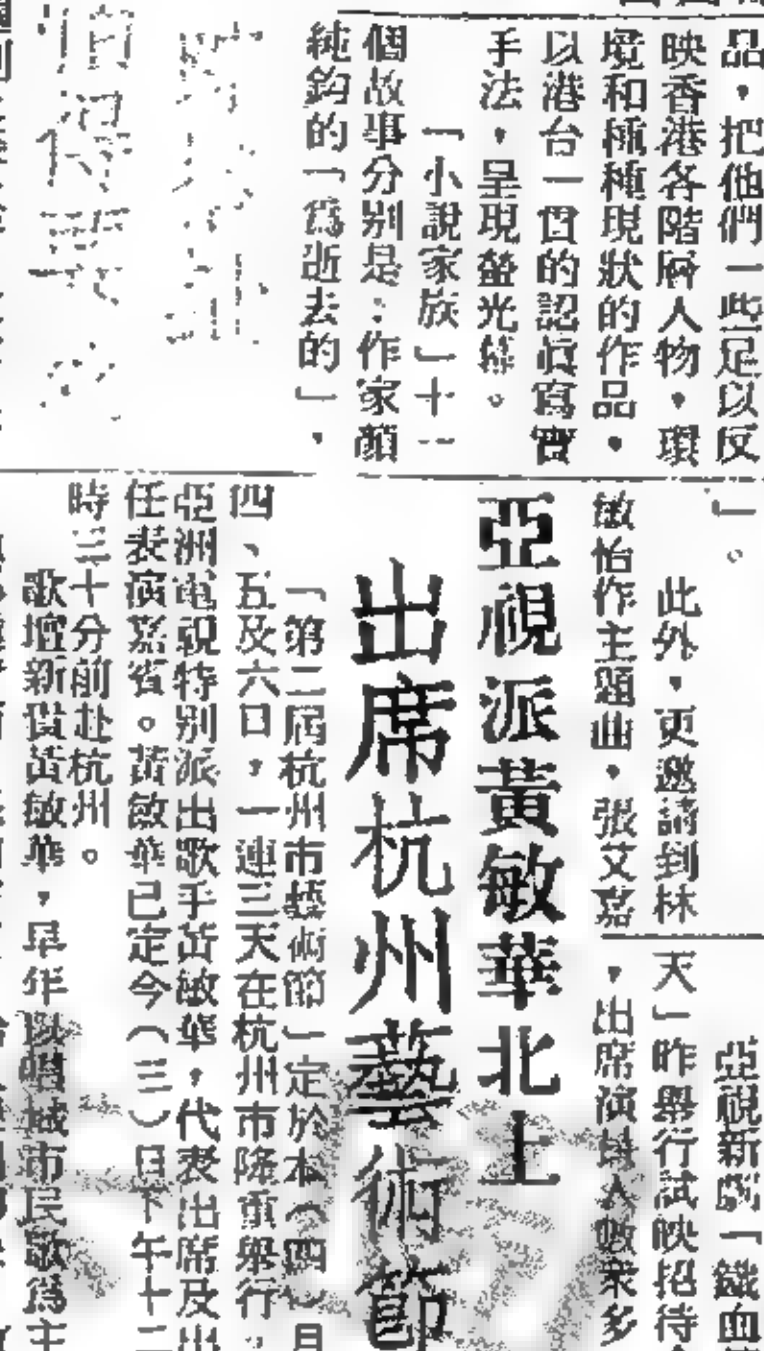 品，把他們一些足以反
映香港各階層人物，環
境和種種現狀的作品，
以港台一貫的認眞寫實
手法，呈現螢光幕。
「小說家族」十一
個故事分別是：作家顏
純鈎的「爲逝去的」，
」。
此外，更邀請到林
敏怡作主題曲，張艾嘉
亞視派黃敏華北上
出席杭州藝術節
「第二屆杭州市藝術節」定於本（四）月
四、五及六日，一連三天在杭州市隆重舉行。
亞洲電視特別派出歌手黃敏華，代表出席及出
任表演嘉賓。黃敏華已定今（三）日下午十二
時三十分前赴杭州。
歌壇新貴黃敏華，早年以唱城市民歌爲主
亞視新劇「鐵血
天」昨舉行試映招待
，出席演員人數衆多